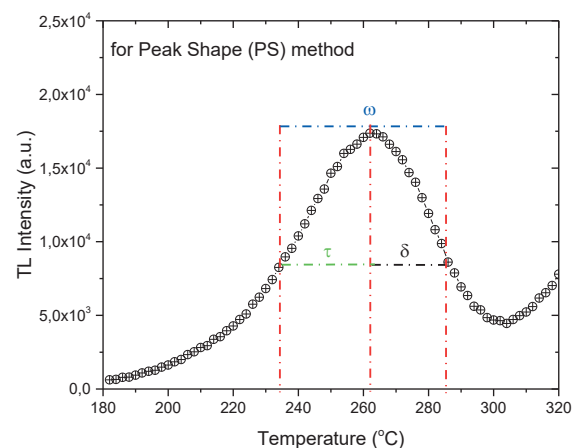 for Peak Shape (PS) method
ω
τ
δ
TL Intensity (a.u.)
2,5x10⁴
2,0x10⁴
1,5x10⁴
1,0x10⁴
5,0x10³
0,0
180 200 220 240 260 280 300 320
Temperature (°C)